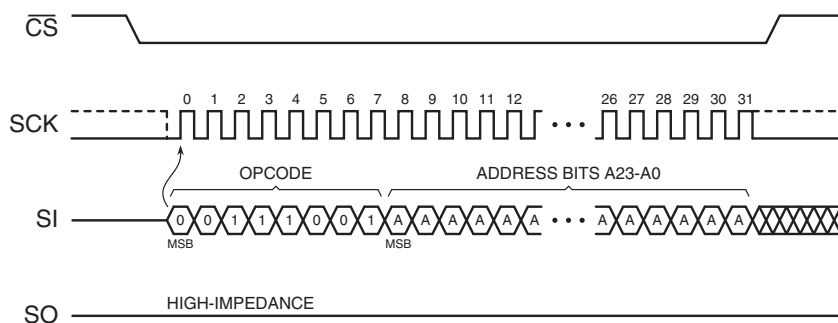 CS
0 1 2 3 4 5 6 7 8 9 10 11 12 26 27 28 29 30 31
SCK
OPCODE ADDRESS BITS A23-A0
SI 0 0 1 1 1 0 0 1 A A A A A A A A A A A A
MSB MSB
HIGH-IMPEDANCE
SO